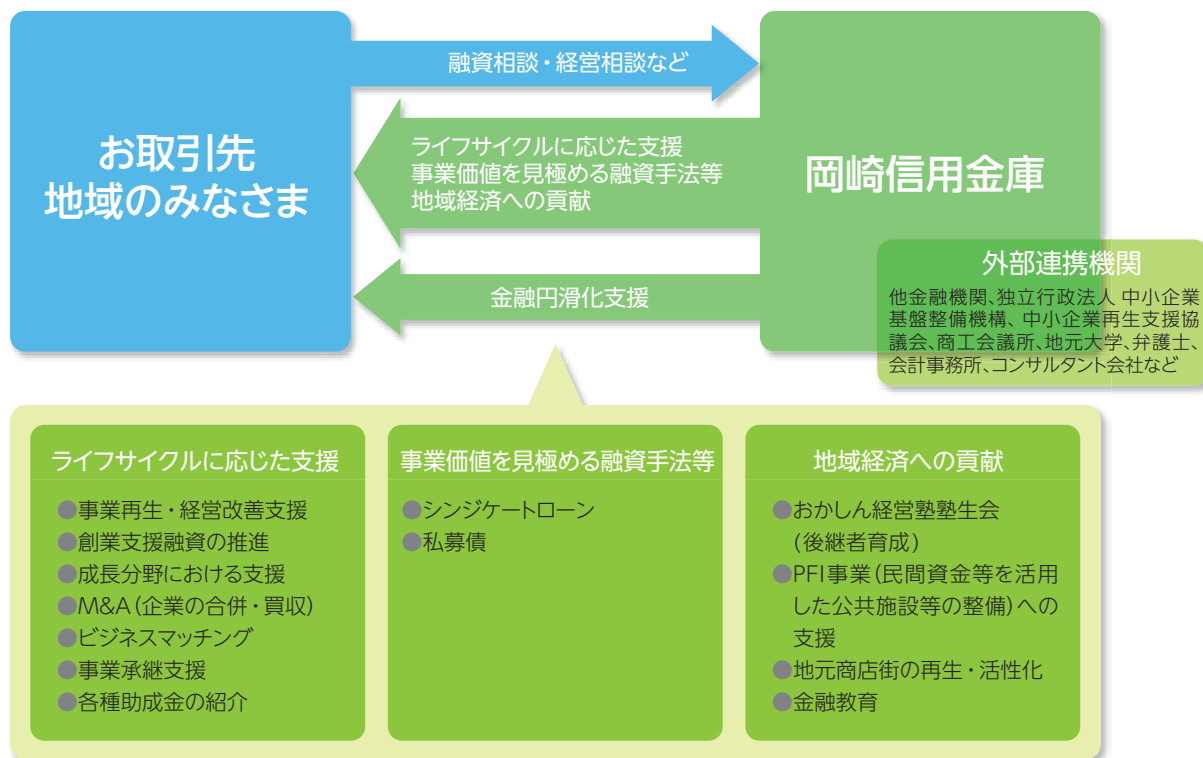 お取引先
地域のみなさま
融資相談・経営相談など
ライフサイクルに応じた支援
事業価値を見極める融資手法等
地域経済への貢献
金融円滑化支援
岡崎信用金庫
外部連携機関
他金融機関、独立行政法人 中小企業
基盤整備機構、中小企業再生支援協
議会、商工会議所、地元大学、弁護士、
会計事務所、コンサルタント会社など
ライフサイクルに応じた支援
●事業再生・経営改善支援
●創業支援融資の推進
●成長分野における支援
●M&A(企業の合併・買収)
●ビジネスマッチング
●事業承継支援
●各種助成金の紹介
事業価値を見極める融資手法等
●シンジケートローン
●私募債
地域経済への貢献
●おかしん経営塾塾生会
(後継者育成)
●PFI事業(民間資金等を活用
した公共施設等の整備)への
支援
●地元商店街の再生・活性化
●金融教育